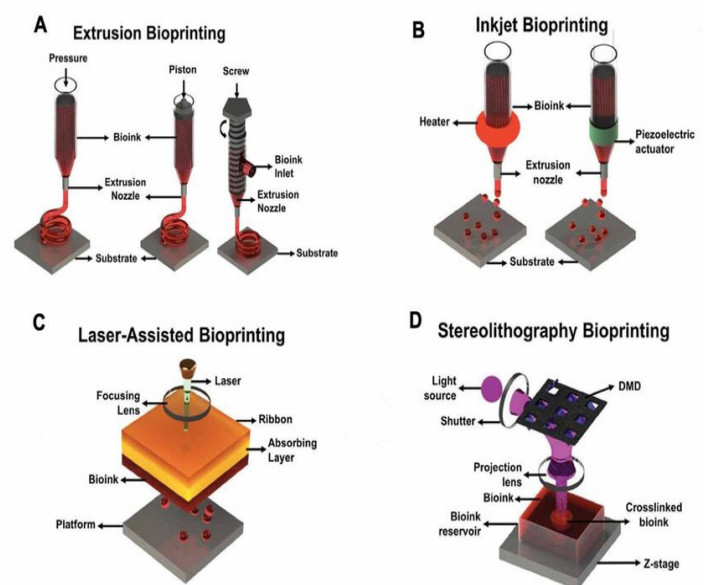 A
Extrusion Bioprinting
Pressure
Piston
Screw
Bioink
Bioink
Inlet
Extrusion
Nozzle
Extrusion
Nozzle
Substrate
Substrate
B
Inkjet Bioprinting
Heater
Bioink
Piezoelectric
actuator
Extrusion
nozzle
Substrate
C
Laser-Assisted Bioprinting
Laser
Focusing
Lens
Ribbon
Absorbing
Layer
Bioink
Platform
D
Stereolithography Bioprinting
Light
source
DMD
Shutter
Projection
lens
Bioink
Bioink
reservoir
Crosslinked
bioink
Z-stage